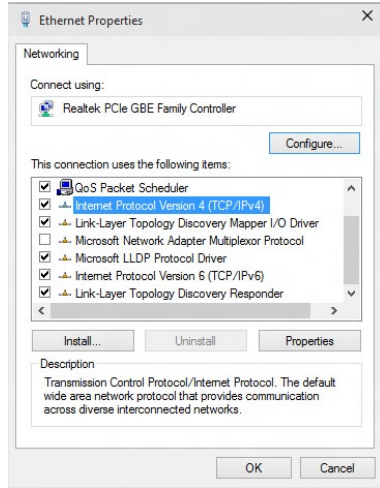 Ethernet Properties
Networking
Connect using:
Realtek PCIe GBE Family Controller
Configure...
This connection uses the following items:
QoS Packet Scheduler
Internet Protocol Version 4 (TCP/IPv4)
Link-Layer Topology Discovery Mapper I/O Driver
Microsoft Network Adapter Multiplexor Protocol
Microsoft LLDP Protocol Driver
Internet Protocol Version 6 (TCP/IPv6)
Link-Layer Topology Discovery Responder
Install...
Uninstall
Properties
Description
Transmission Control Protocol/Internet Protocol. The default
wide area network protocol that provides communication
across diverse interconnected networks.
OK
Cancel